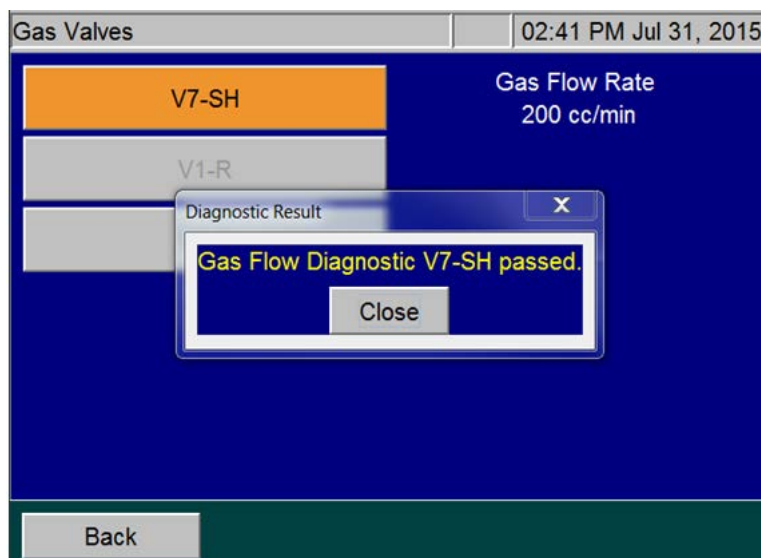 Gas Valves
02:41 PM Jul 31, 2015
V7-SH
Gas Flow Rate
200 cc/min
V1-R
Diagnostic Result
X
Gas Flow Diagnostic V7-SH passed.
Close
Back